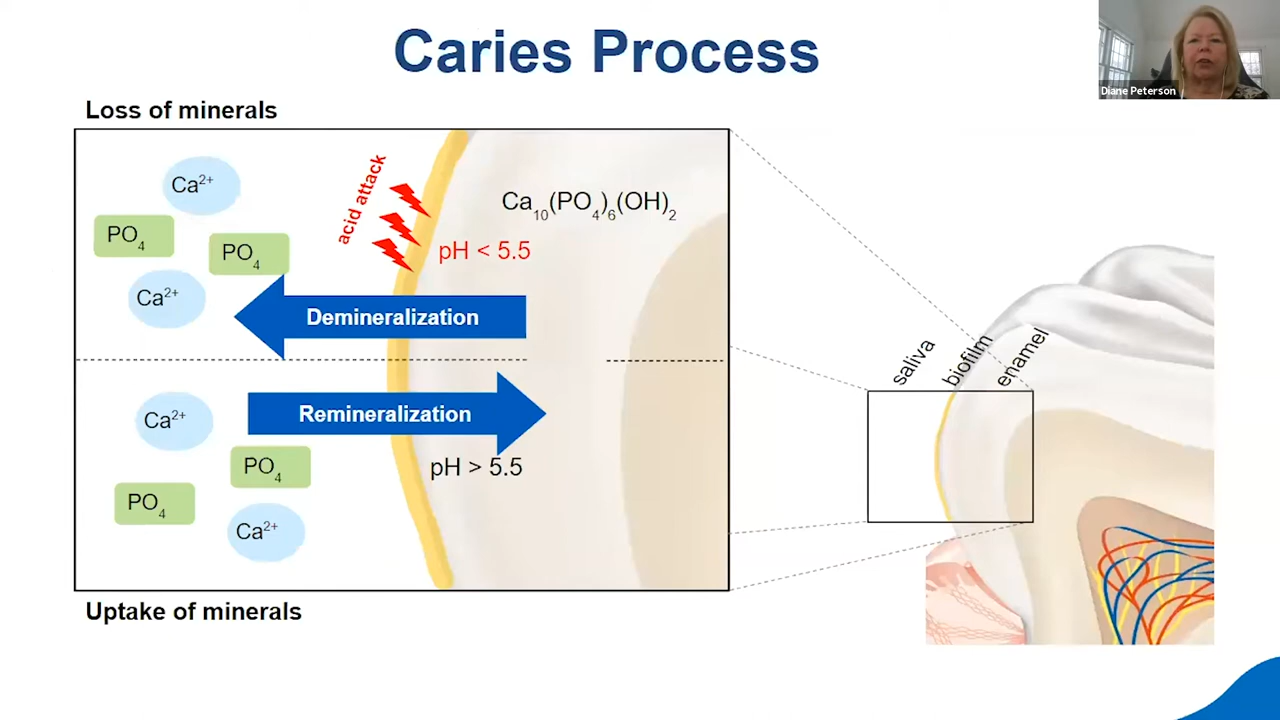 Caries Process
Diane Peterson
Loss of minerals
Ca2+
PO4
PO4
Ca2+
acid attack
Ca10(PO4)6(OH)2
pH < 5.5
Demineralization
Remineralization
Ca2+
PO4
PO4
Ca2+
pH > 5.5
saliva
biofilm
enamel
Uptake of minerals